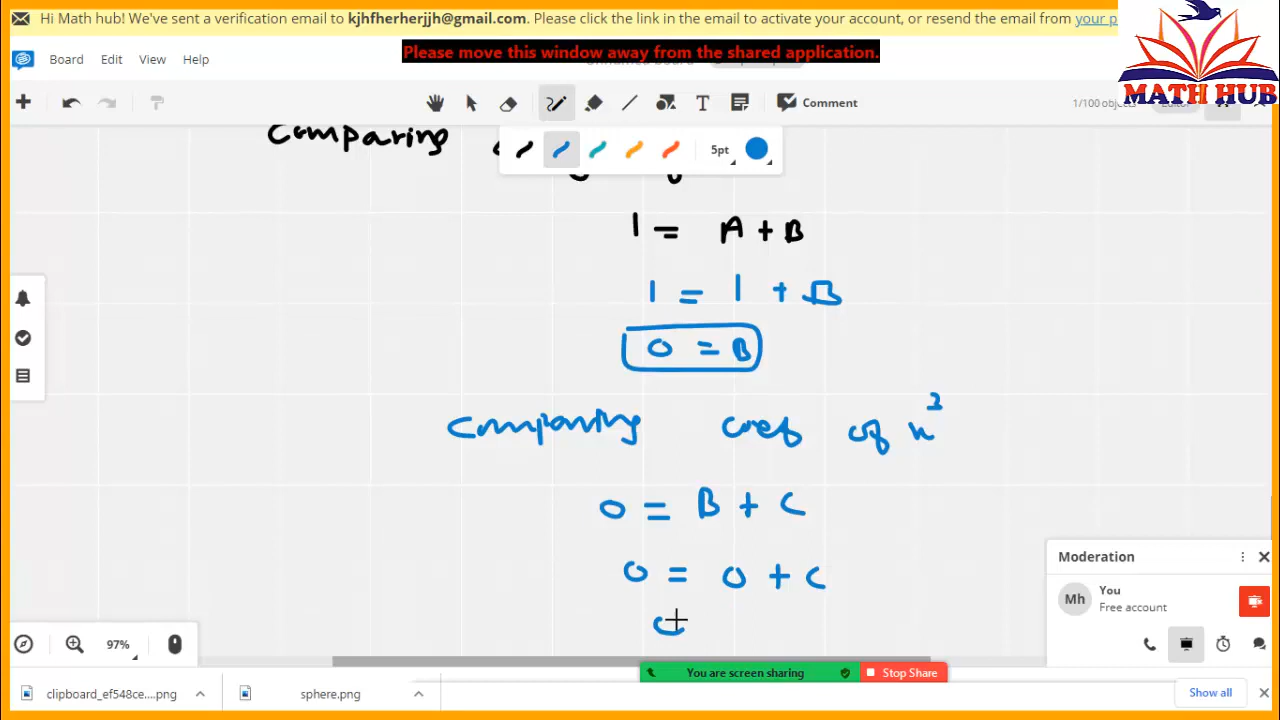 Hi Math hub! We've sent a verification email to kjhfherherjjh@gmail.com. Please click the link in the email to activate your account, or resend the email from your p
Board Edit View Help
Please move this window away from the shared application.
MATH HUB
Comment
1/100 objects
5pt
Comparing
1 = A + B
1 = 1 + B
0 = B
Comparing coef of x³
0 = B + C
0 = 0 + C
C
Moderation
Mh
You
Free account
97%
You are screen sharing
Stop Share
clipboard_ef548ce....png
sphere.png
Show all